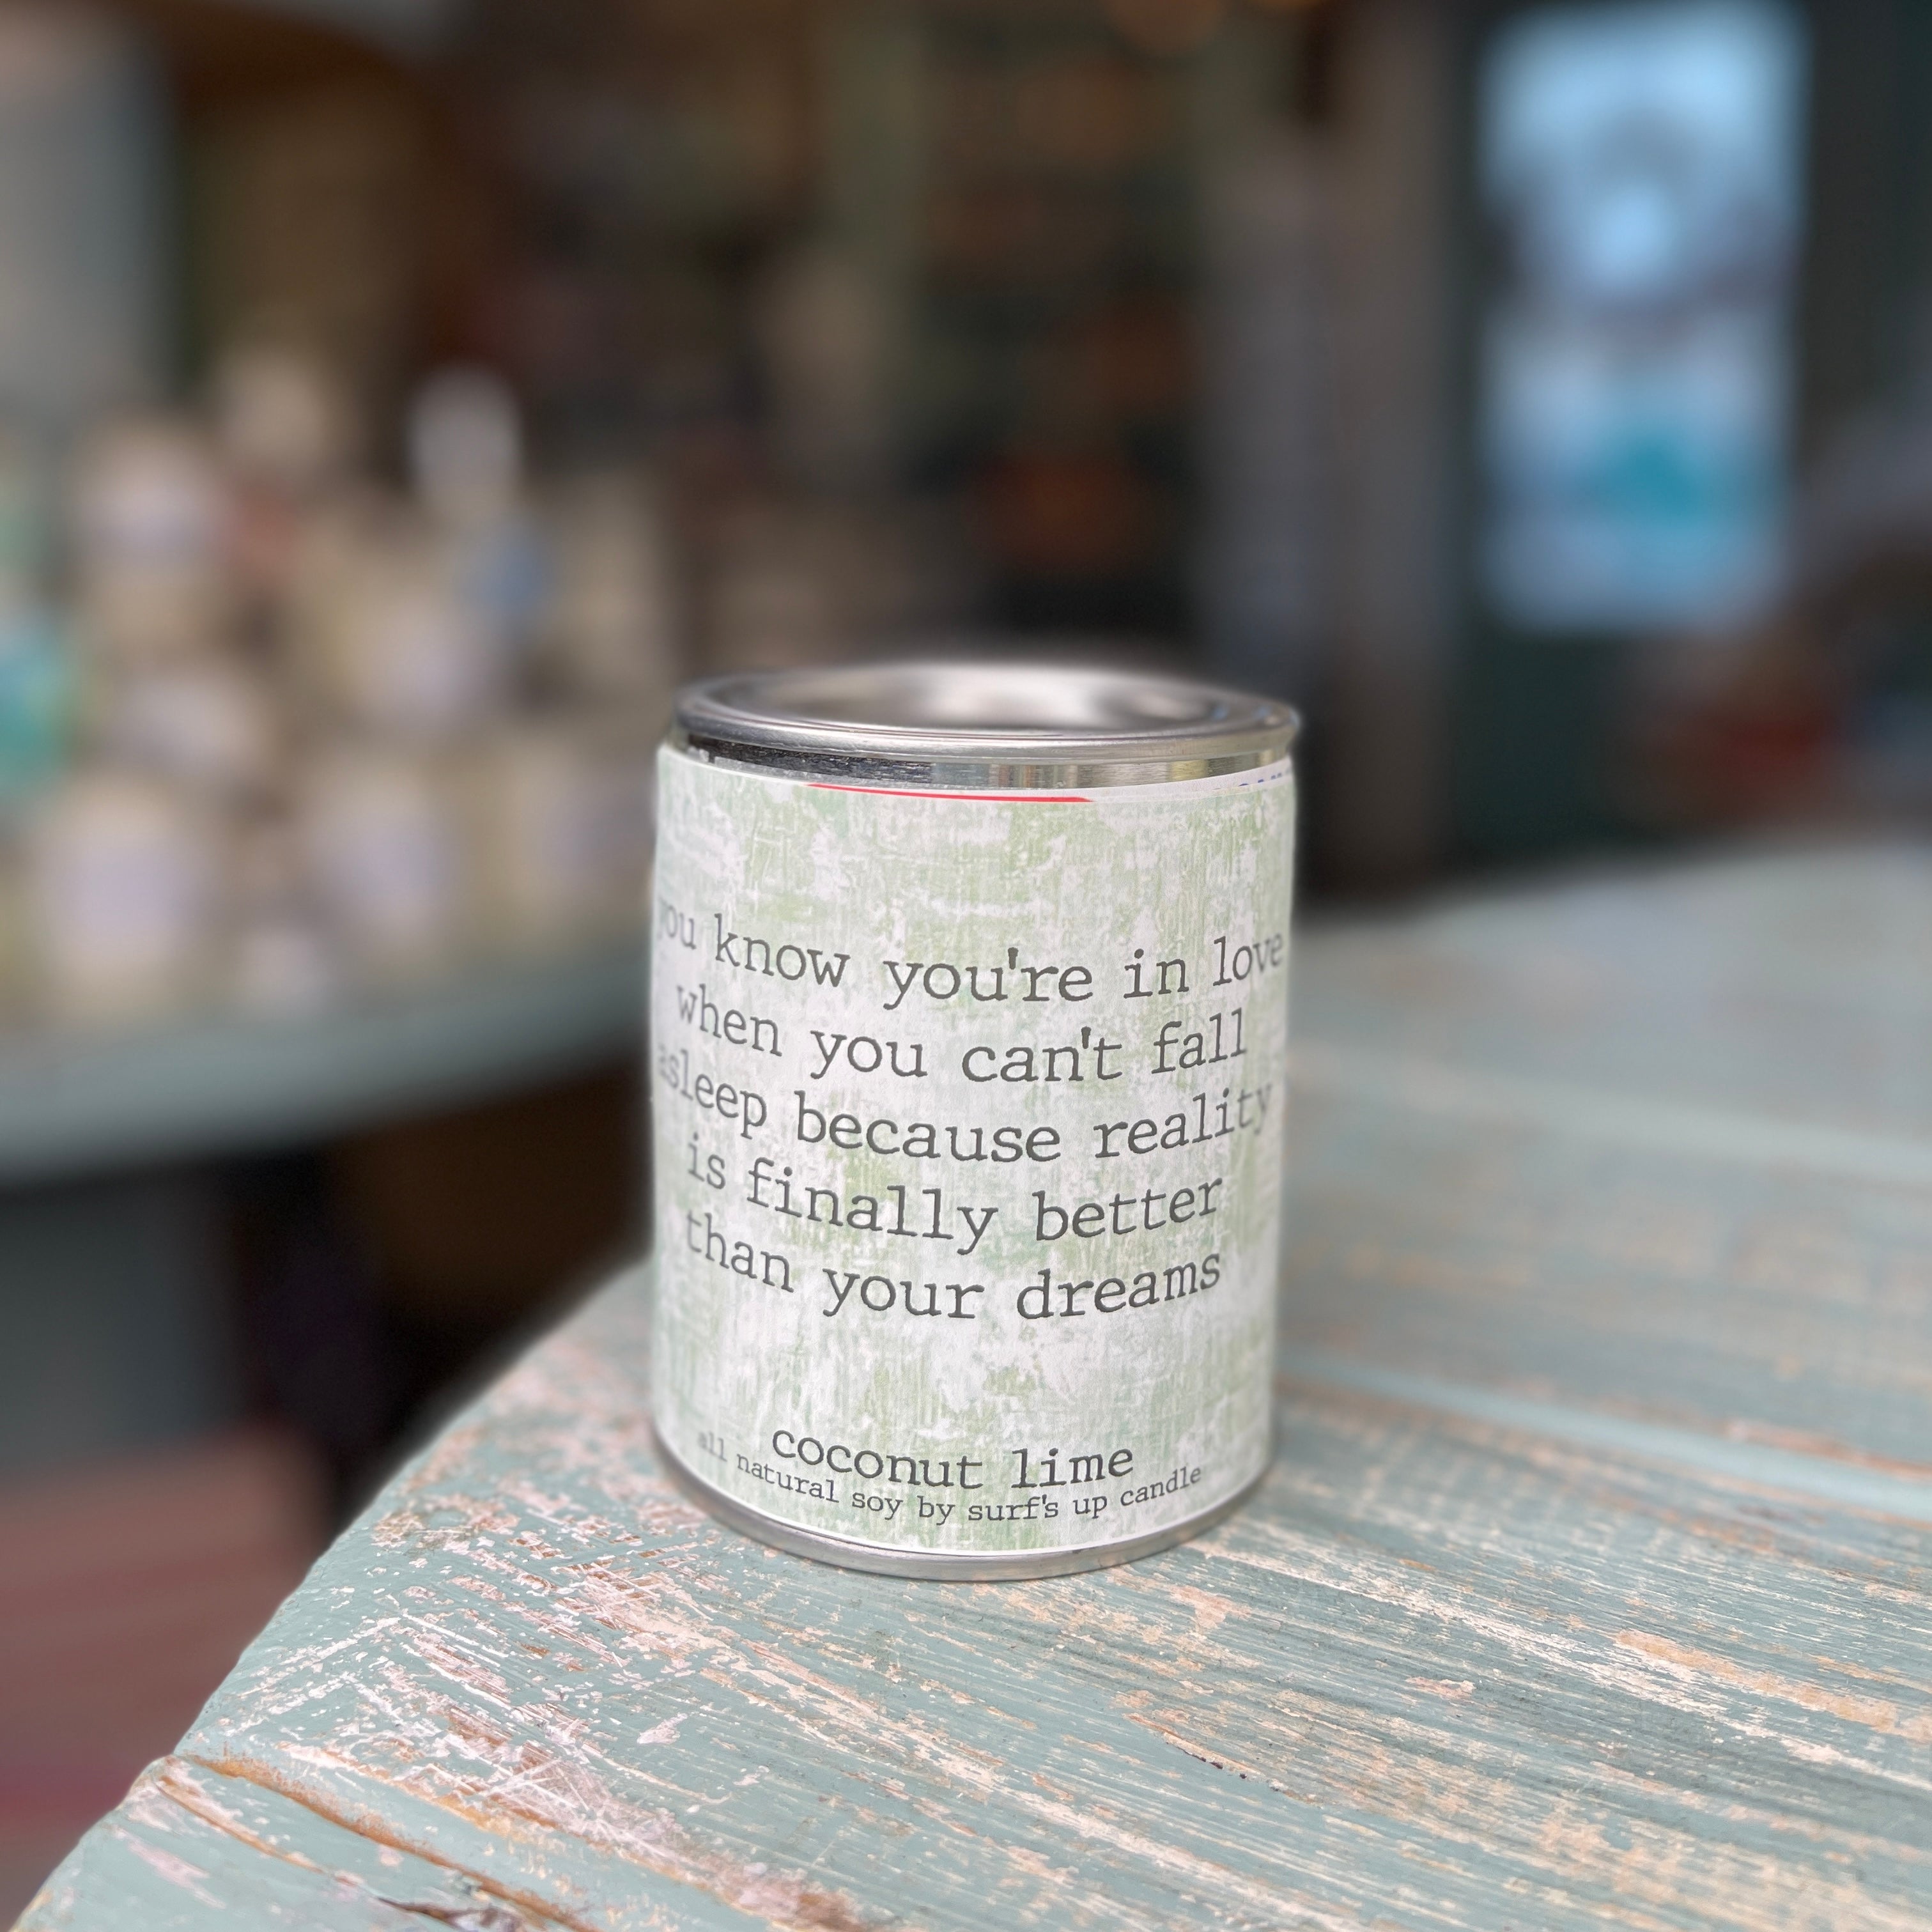 you know you're in love
when you can't fall
asleep because reality
is finally better
than your dreams
coconut lime
all natural soy by surf's up candle